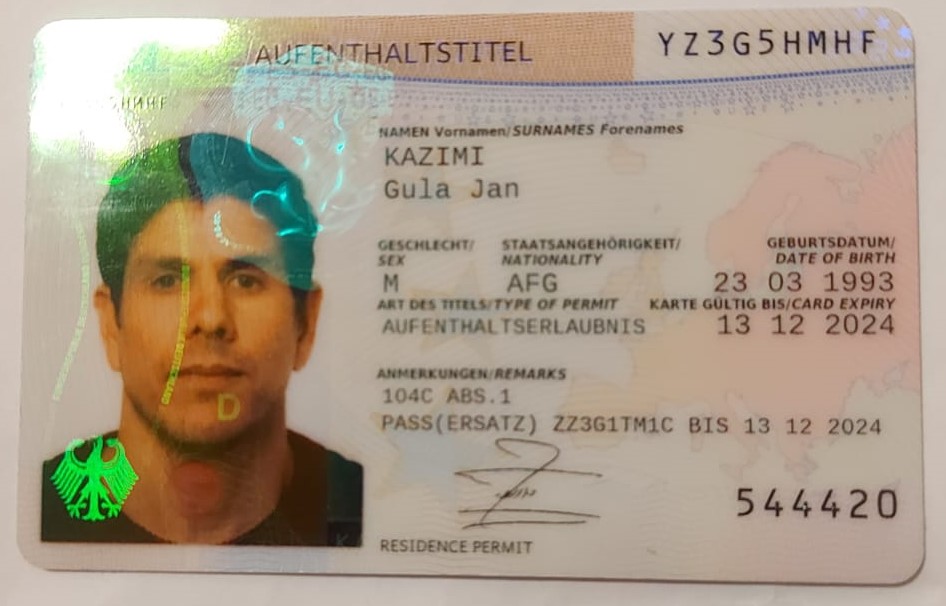 AUFENTHALTSTITEL
YZ3G5HMHF
NAMEN Vornamen/SURNAMES Forenames
KAZIMI
Gula Jan
GESCHLECHT/ STAATSANGEHÖRIGKEIT/ GEBURTSDATUM/
SEX NATIONALITY DATE OF BIRTH
M AFG 23 03 1993
ART DES TITELS/TYPE OF PERMIT KARTE GÜLTIG BIS/CARD EXPIRY
AUFENTHALTSERLAUBNIS 13 12 2024
ANMERKUNGEN/REMARKS
104C ABS.1
PASS(ERSATZ) ZZ3G1TM1C BIS 13 12 2024
D
544420
RESIDENCE PERMIT